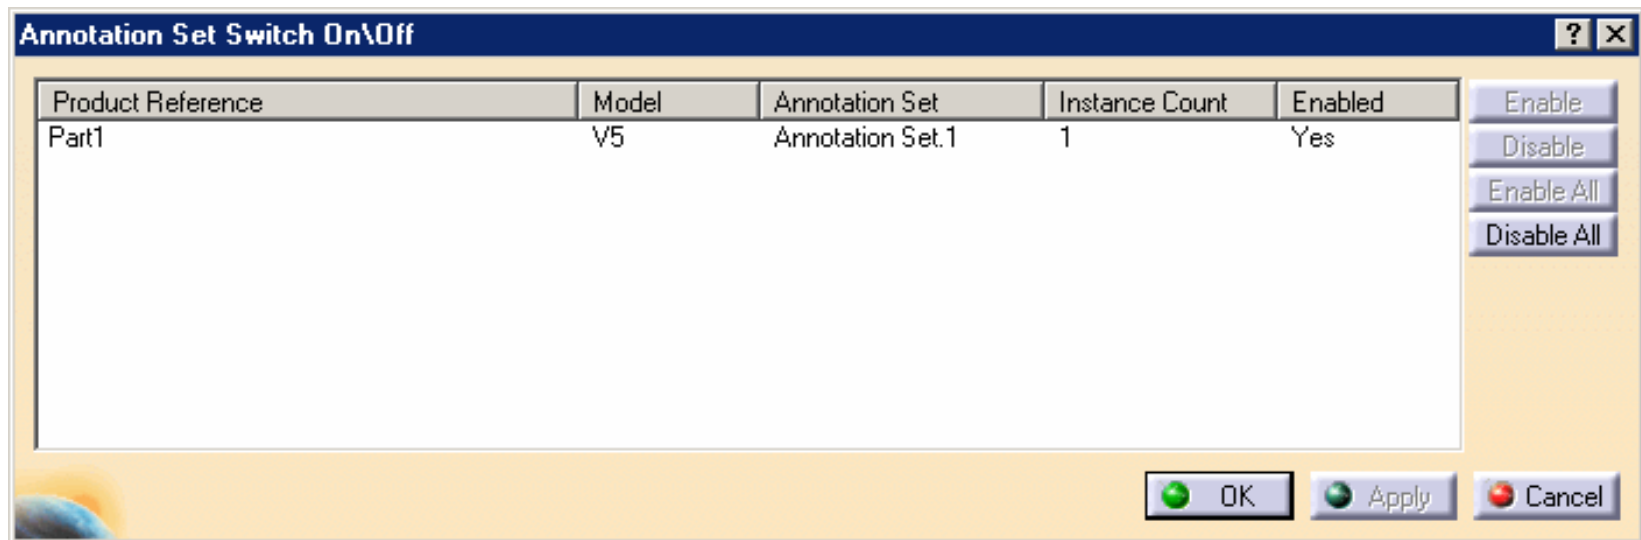 Annotation Set Switch On\Off
Product Reference Model Annotation Set Instance Count Enabled
Part1 V5 Annotation Set.1 1 Yes
Enable
Disable
Enable All
Disable All
OK Apply Cancel